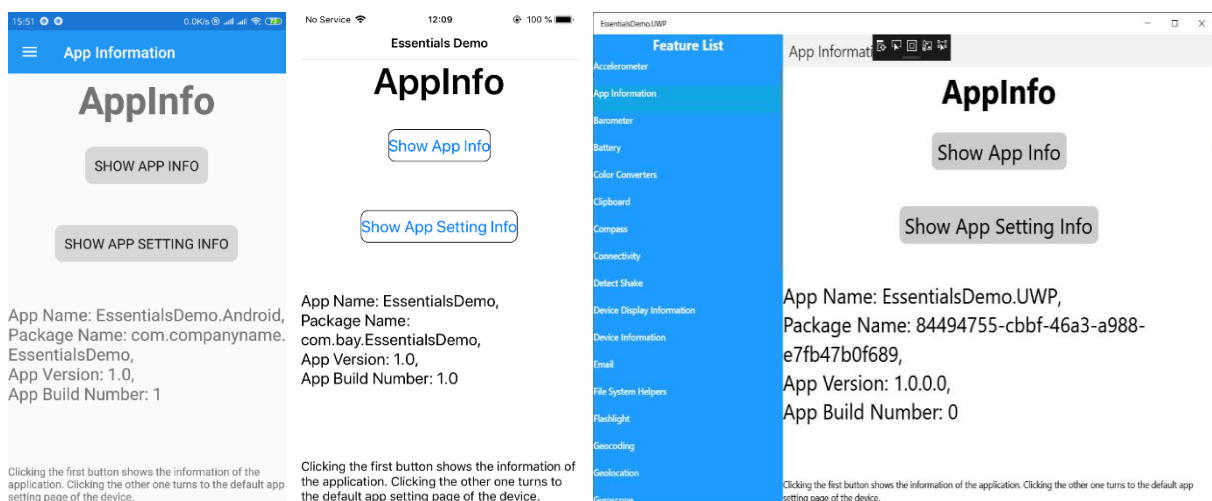 15:51 0.0K/s
App Information
AppInfo
SHOW APP INFO
SHOW APP SETTING INFO
App Name: EssentialsDemo.Android,
Package Name: com.companyname.
EssentialsDemo,
App Version: 1.0,
App Build Number: 1
Clicking the first button shows the information of the
application. Clicking the other one turns to the default app
setting page of the device.
No Service 12:09 100 %
Essentials Demo
AppInfo
Show App Info
Show App Setting Info
App Name: EssentialsDemo,
Package Name:
com.bay.EssentialsDemo,
App Version: 1.0,
App Build Number: 1.0
Clicking the first button shows the information of
the application. Clicking the other one turns to
the default app setting page of the device.
EssentialsDemo.UWP
Feature List
Accelerometer
App Information
Barometer
Battery
Color Converters
Clipboard
Compass
Connectivity
Detect Shake
Device Display Information
Device Information
Email
File System Helpers
Flashlight
Geocoding
Geolocation
Gyroscope
App Informati
AppInfo
Show App Info
Show App Setting Info
App Name: EssentialsDemo.UWP,
Package Name: 84494755-cbbf-46a3-a988-
e7fb47b0f689,
App Version: 1.0.0.0,
App Build Number: 0
Clicking the first button shows the information of the application. Clicking the other one turns to the default app
setting page of the device.